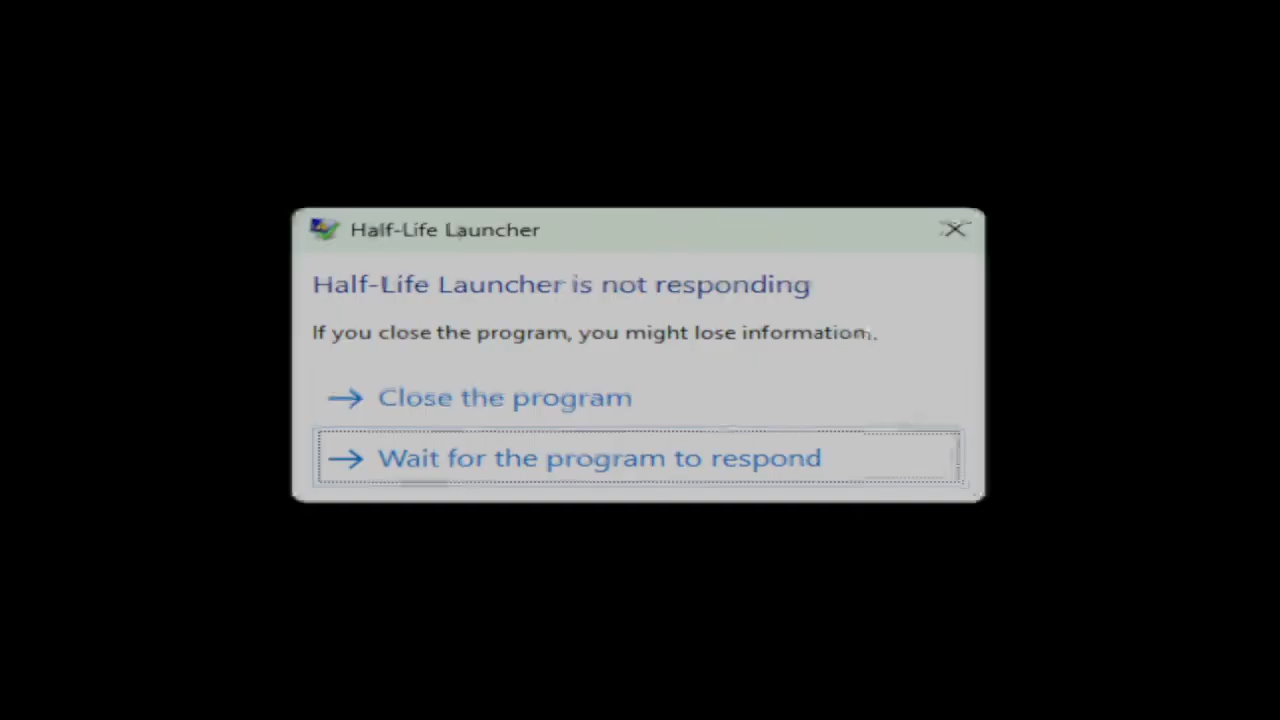 Half-Life Launcher
Half-Life Launcher is not responding
If you close the program, you might lose information.
Close the program
Wait for the program to respond